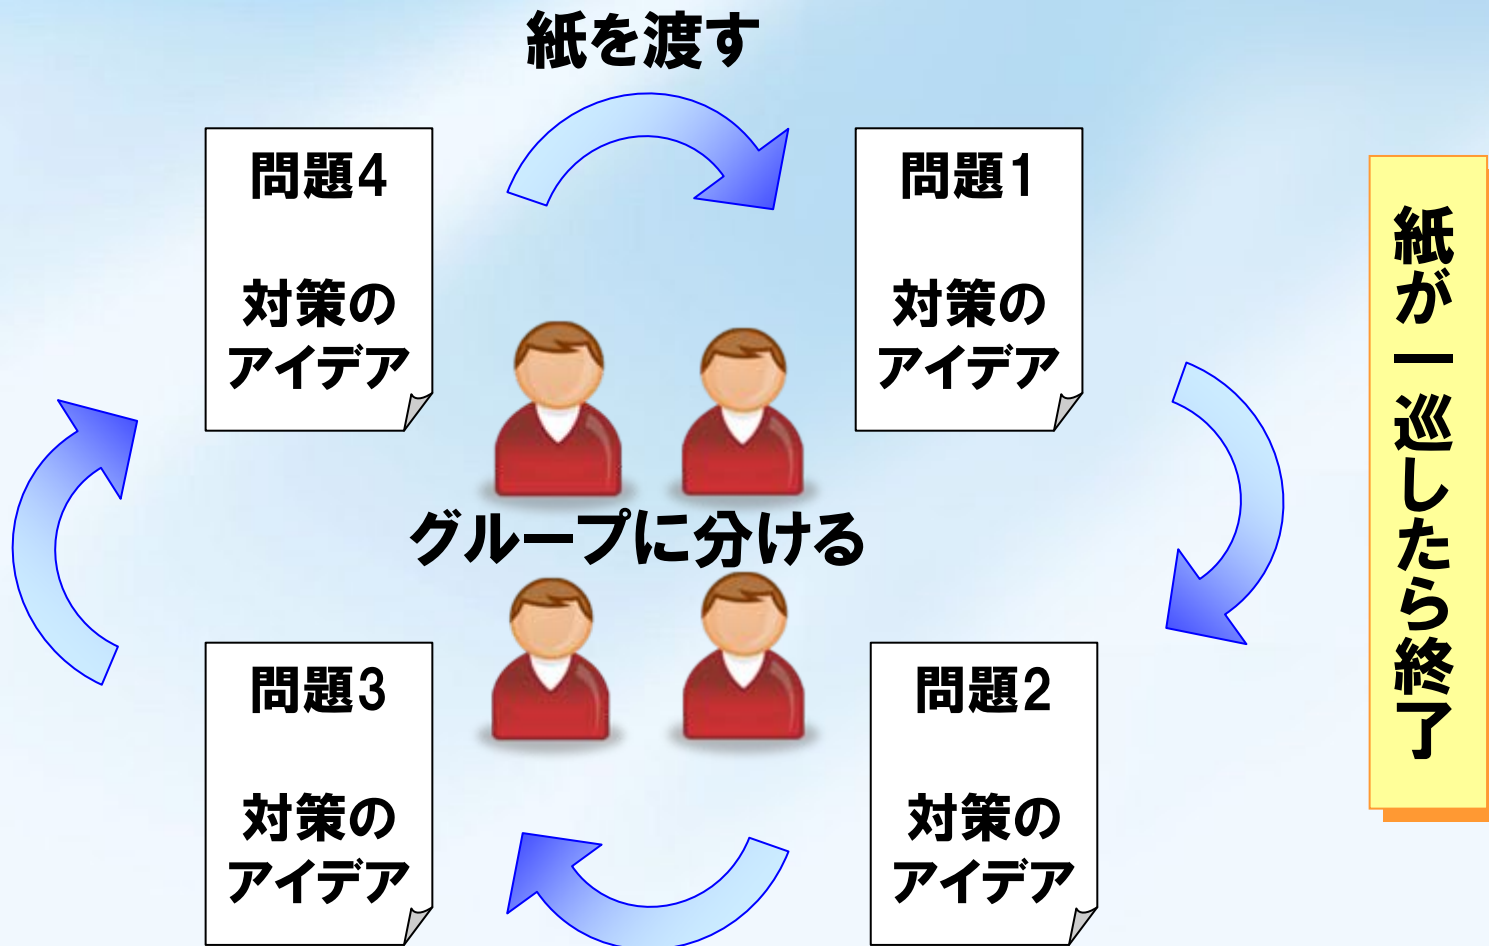 紙を渡す
問題4
対策の
アイデア
問題1
対策の
アイデア
グループに分ける
問題3
対策の
アイデア
問題2
対策の
アイデア
紙が一巡したら終了